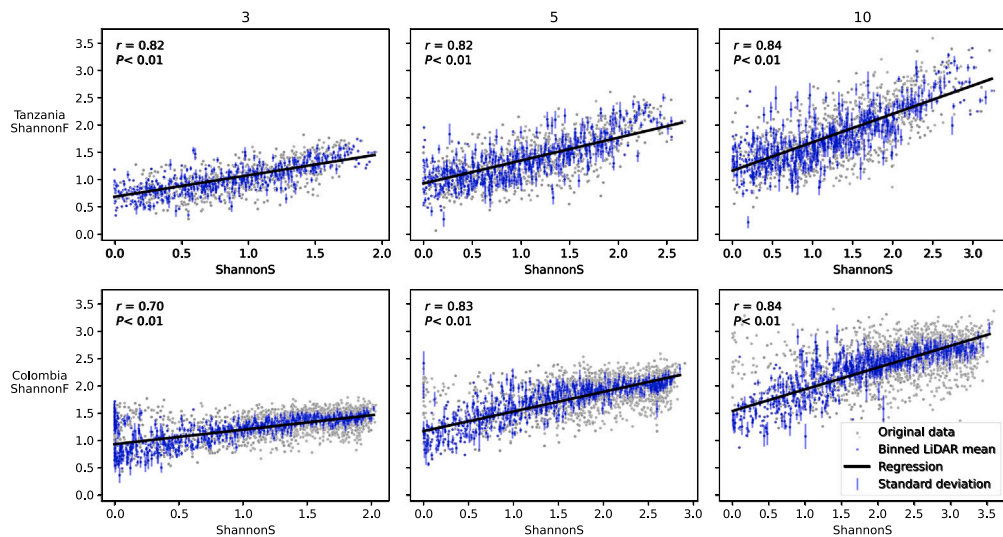 3 5 10
r = 0.82
P< 0.01
r = 0.82
P< 0.01
r = 0.84
P< 0.01
Tanzania
ShannonF
3.5
3.0
2.5
2.0
1.5
1.0
0.5
0.0
0.0 0.5 1.0 1.5 2.0
0.0 0.5 1.0 1.5 2.0 2.5
0.0 0.5 1.0 1.5 2.0 2.5 3.0
ShannonS ShannonS ShannonS
r = 0.70
P< 0.01
r = 0.83
P< 0.01
r = 0.84
P< 0.01
Colombia
ShannonF
3.5
3.0
2.5
2.0
1.5
1.0
0.5
0.0
Original data
Binned LiDAR mean
Regression
Standard deviation
0.0 0.5 1.0 1.5 2.0
0.0 0.5 1.0 1.5 2.0 2.5 3.0
0.0 0.5 1.0 1.5 2.0 2.5 3.0 3.5
ShannonS ShannonS ShannonS